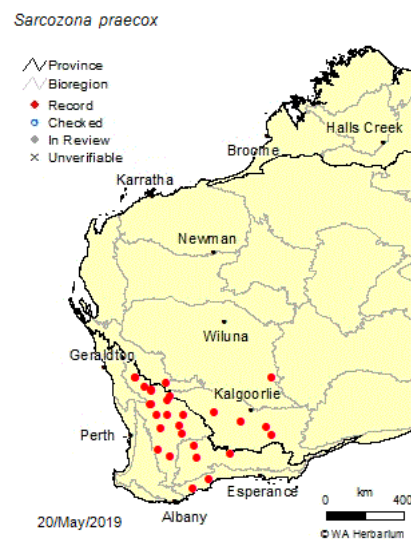 Sarcozona praecox
Province
Bioregion
Record
Checked
In Review
Unverifiable
Halls Creek
Broome
Karratha
Newman
Wiluna
Geraldton
Kalgoorlie
Perth
Esperance
Albany
20/May/2019
km
0 400
© WA Herbarium